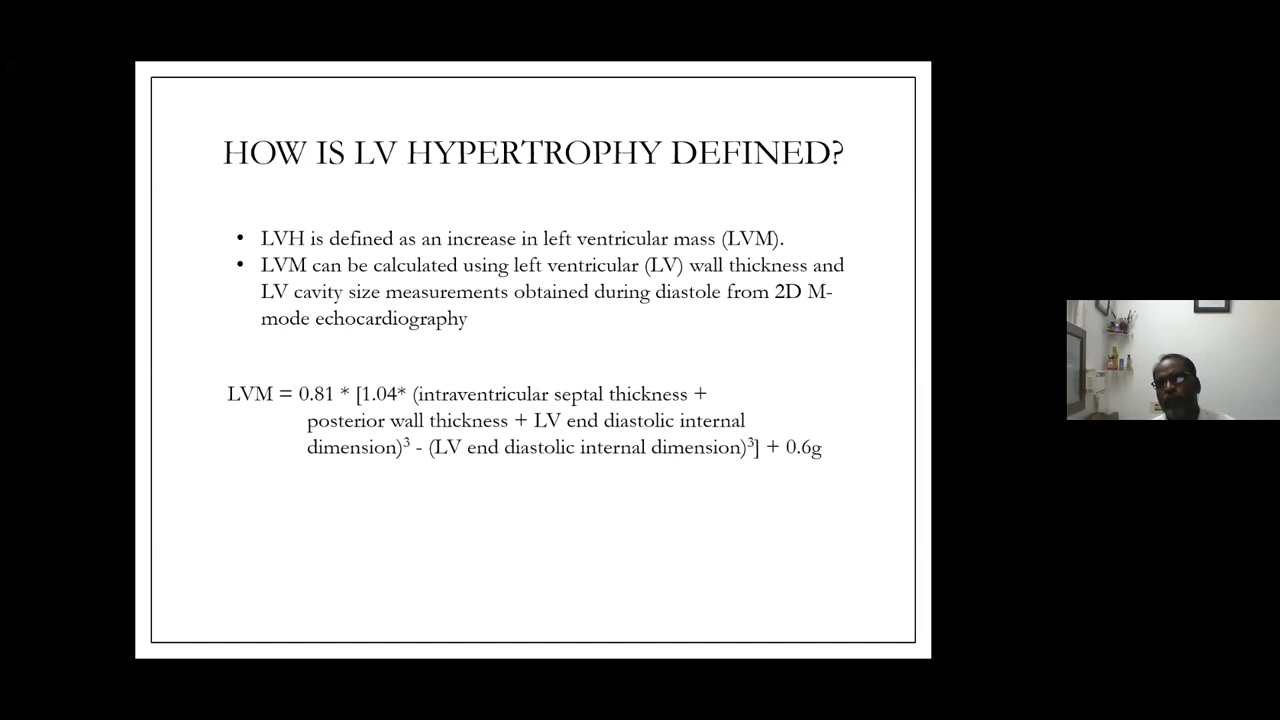 HOW IS LV HYPERTROPHY DEFINED?
• LVH is defined as an increase in left ventricular mass (LVM).
• LVM can be calculated using left ventricular (LV) wall thickness and
LV cavity size measurements obtained during diastole from 2D M-
mode echocardiography
LVM = 0.81 * [1.04* (intraventricular septal thickness +
posterior wall thickness + LV end diastolic internal
dimension)³ - (LV end diastolic internal dimension)³] + 0.6g